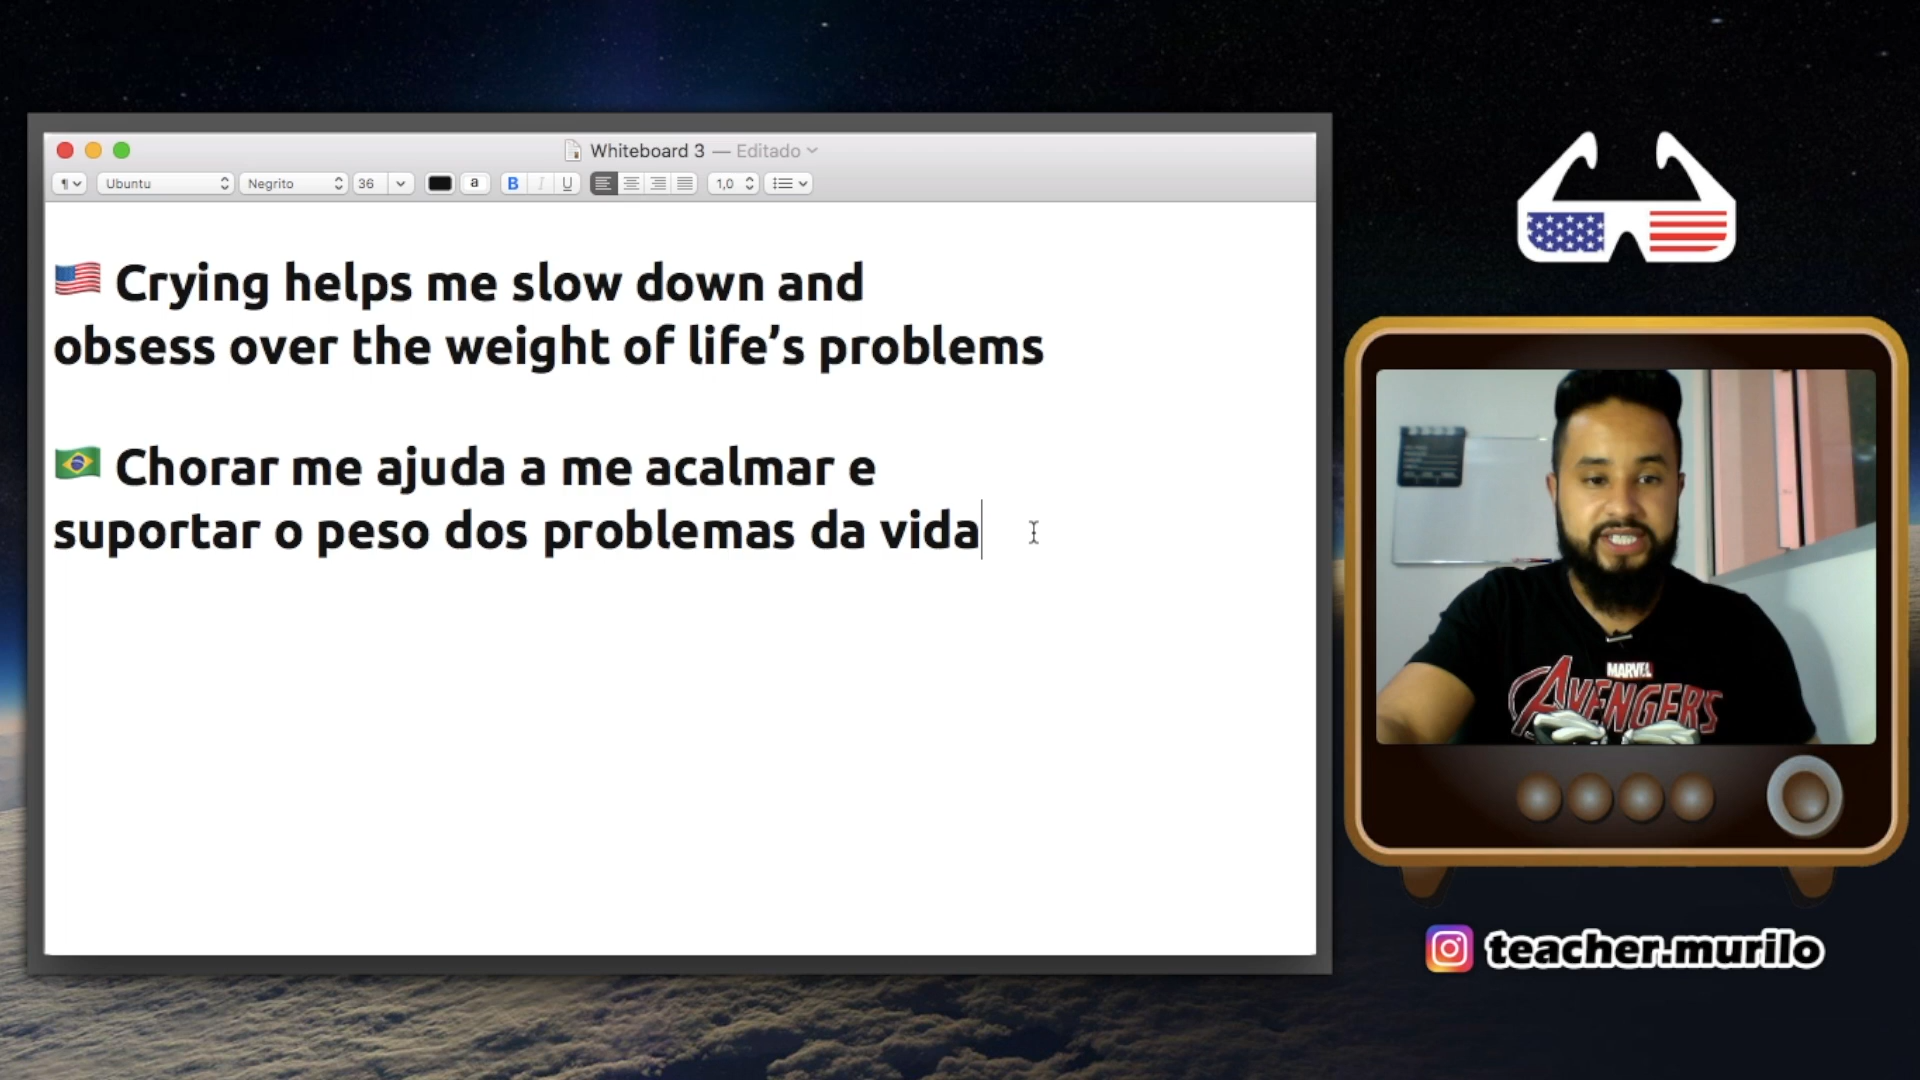 Whiteboard 3 — Editado
¶ Ubuntu Negrito 36 a B I U 1,0
🇺🇸 Crying helps me slow down and
obsess over the weight of life’s problems
🇧🇷 Chorar me ajuda a me acalmar e
suportar o peso dos problemas da vida
MARVEL
AVENGERS
teacher.murilo